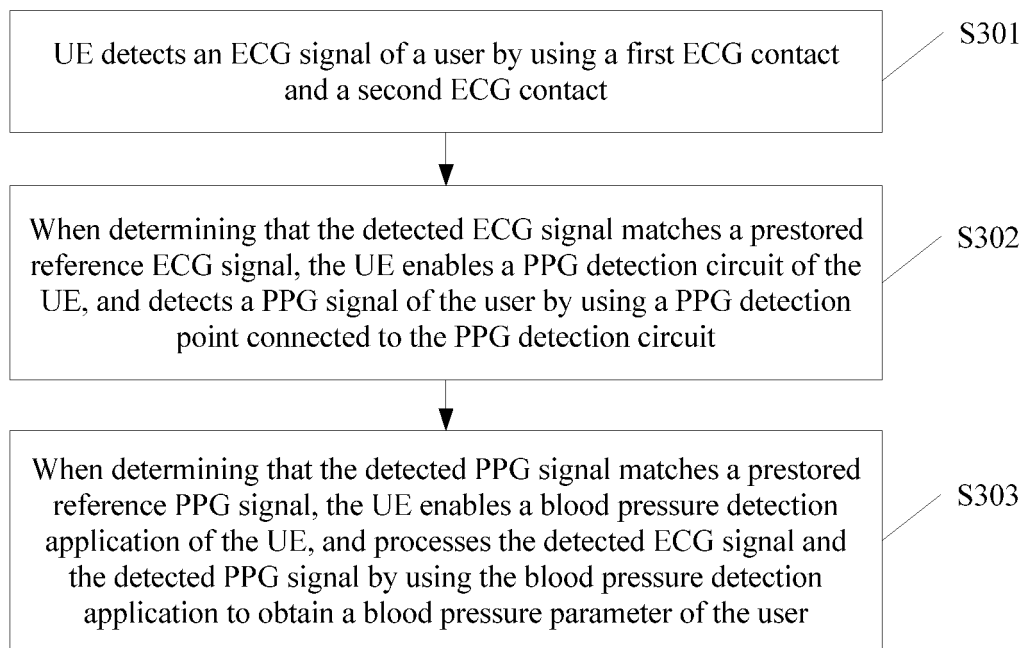 UE detects an ECG signal of a user by using a first ECG contact
and a second ECG contact
S301
When determining that the detected ECG signal matches a prestored
reference ECG signal, the UE enables a PPG detection circuit of the
UE, and detects a PPG signal of the user by using a PPG detection
point connected to the PPG detection circuit
S302
When determining that the detected PPG signal matches a prestored
reference PPG signal, the UE enables a blood pressure detection
application of the UE, and processes the detected ECG signal and
the detected PPG signal by using the blood pressure detection
application to obtain a blood pressure parameter of the user
S303